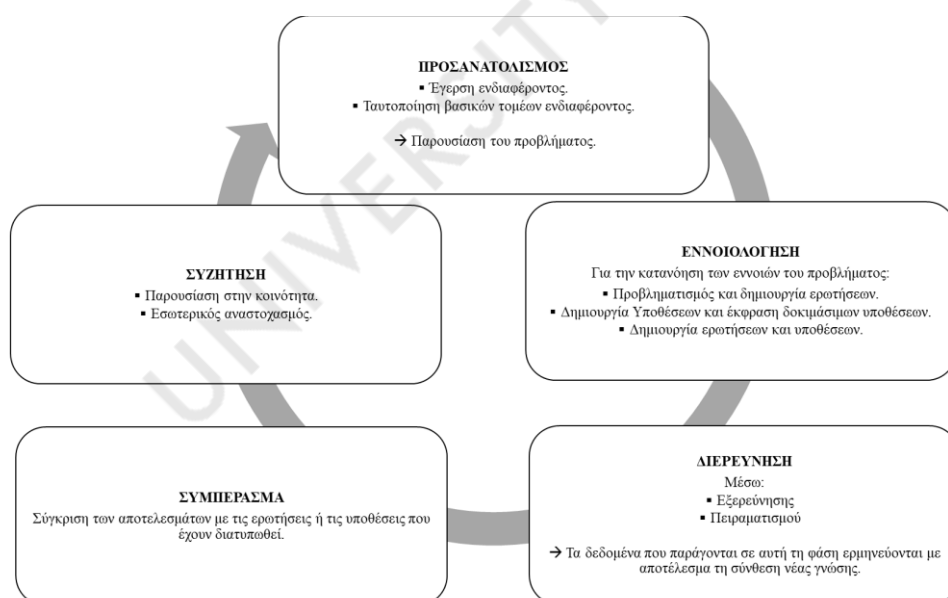 ΠΡΟΣΑΝΑΤΟΛΙΣΜΟΣ
▪ Έγερση ενδιαφέροντος.
▪ Ταυτοποίηση βασικών τομέων ενδιαφέροντος.
→ Παρουσίαση του προβλήματος.
ΕΝΝΟΙΟΛΟΓΗΣΗ
Για την κατανόηση των εννοιών του προβλήματος:
▪ Προβληματισμός και δημιουργία ερωτήσεων.
▪ Δημιουργία Υποθέσεων και έκφραση δοκιμάσιμων υποθέσεων.
▪ Δημιουργία ερωτήσεων και υποθέσεων.
ΔΙΕΡΕΥΝΗΣΗ
Μέσω:
▪ Εξερεύνησης
▪ Πειραματισμού
→ Τα δεδομένα που παράγονται σε αυτή τη φάση ερμηνεύονται με
αποτέλεσμα τη σύνθεση νέας γνώσης.
ΣΥΜΠΕΡΑΣΜΑ
Σύγκριση των αποτελεσμάτων με τις ερωτήσεις ή τις υποθέσεις που
έχουν διατυπωθεί.
ΣΥΖΗΤΗΣΗ
▪ Παρουσίαση στην κοινότητα.
▪ Εσωτερικός αναστοχασμός.
UNIVERSITY